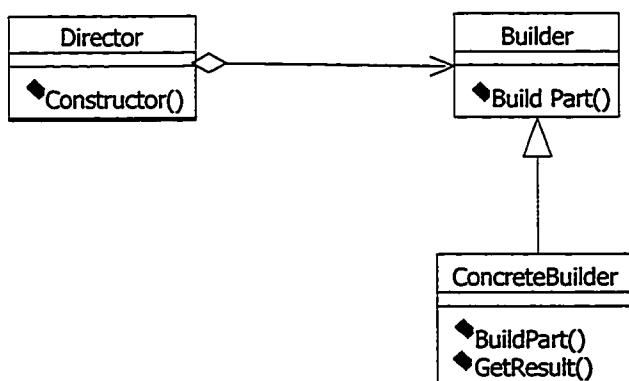 Director
Constructor()
Builder
Build Part()
ConcreteBuilder
BuildPart()
GetResult()